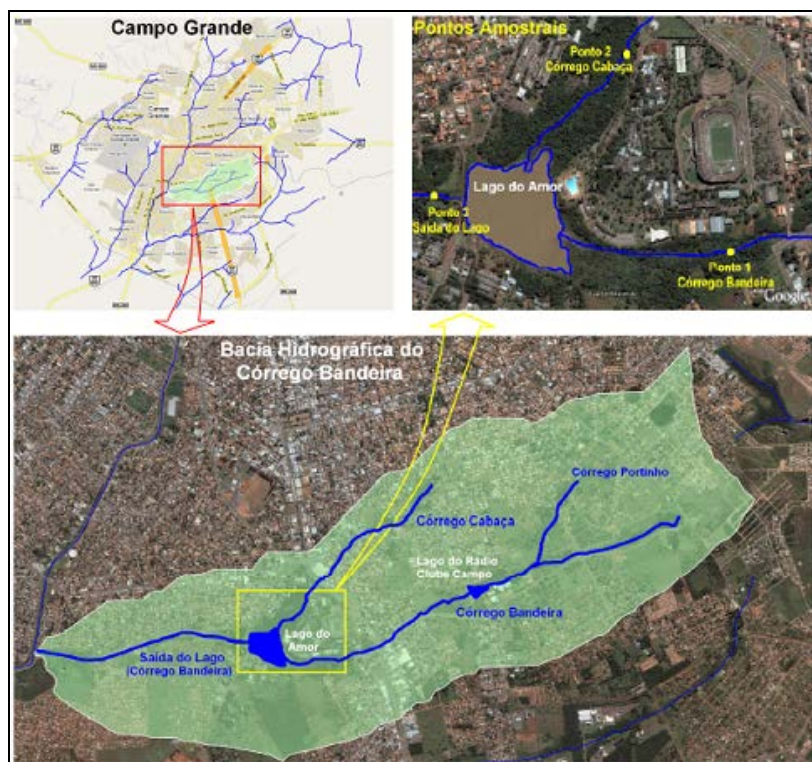 Campo Grande
Campo
Grande
Pontos Amostrais
Ponto 2
Córrego Cabaça
Lago do Amor
Ponto 3
Saída do Lago
Ponto 1
Córrego Bandeira
Google
Bacia Hidrográfica do
Córrego Bandeira
Córrego Portinho
Córrego Cabaça
Lago do Rádio
Clube Campo
Córrego Bandeira
Lago do
Amor
Saída do Lago
(Córrego Bandeira)